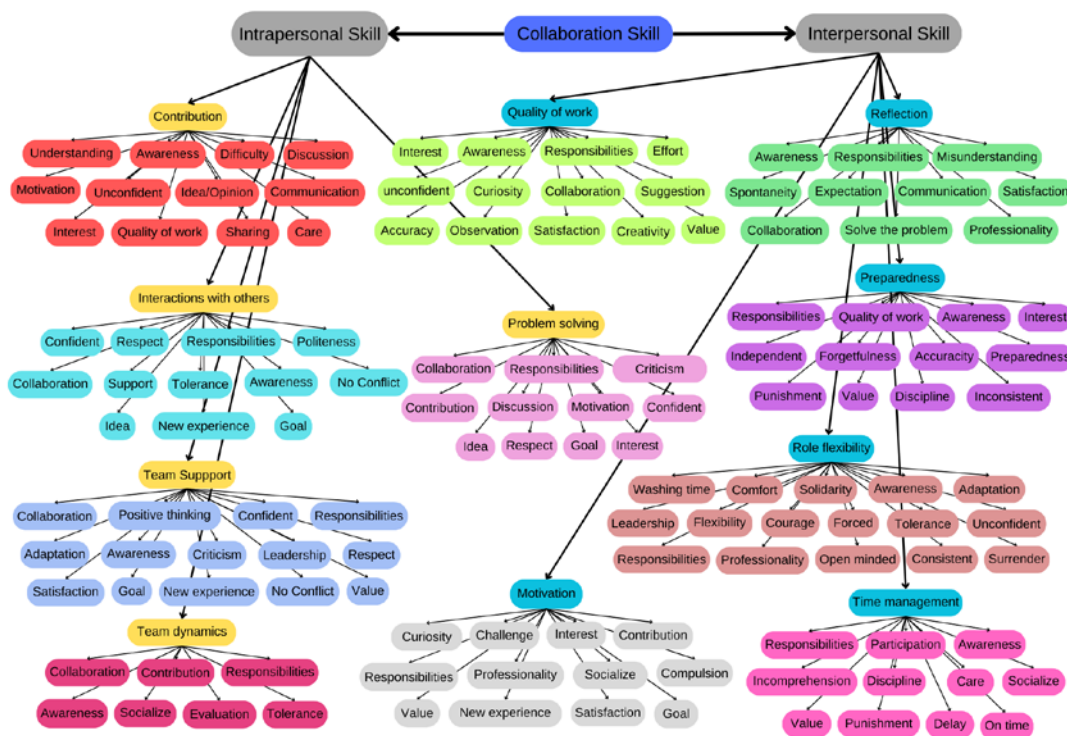 Intrapersonal Skill
Collaboration Skill
Interpersonal Skill
Contribution
Understanding
Awareness
Difficulty
Discussion
Motivation
Unconfident
Idea/Opinion
Communication
Interest
Quality of work
Sharing
Care
Quality of work
Interest
Awareness
Responsibilities
Effort
unconfident
Curiosity
Collaboration
Suggestion
Accuracy
Observation
Satisfaction
Creativity
Value
Reflection
Awareness
Responsibilities
Misunderstanding
Spontaneity
Expectation
Communication
Satisfaction
Collaboration
Solve the problem
Professionality
Interactions with others
Confident
Respect
Responsibilities
Politeness
Collaboration
Support
Tolerance
Awareness
No Conflict
Idea
New experience
Goal
Problem solving
Collaboration
Responsibilities
Criticism
Contribution
Discussion
Motivation
Confident
Idea
Respect
Goal
Interest
Preparedness
Responsibilities
Quality of work
Awareness
Interest
Independent
Forgetfulness
Accuracity
Preparedness
Punishment
Value
Discipline
Inconsistent
Team Suppport
Collaboration
Positive thinking
Confident
Responsibilities
Adaptation
Awareness
Criticism
Leadership
Respect
Satisfaction
Goal
New experience
No Conflict
Value
Role flexibility
Washing time
Comfort
Solidarity
Awareness
Adaptation
Leadership
Flexibility
Courage
Forced
Tolerance
Unconfident
Responsibilities
Professionality
Open minded
Consistent
Surrender
Team dynamics
Collaboration
Contribution
Responsibilities
Awareness
Socialize
Evaluation
Tolerance
Motivation
Curiosity
Challenge
Interest
Contribution
Responsibilities
Professionality
Socialize
Compulsion
Value
New experience
Satisfaction
Goal
Time management
Responsibilities
Participation
Awareness
Incomprehension
Discipline
Care
Socialize
Value
Punishment
Delay
On time